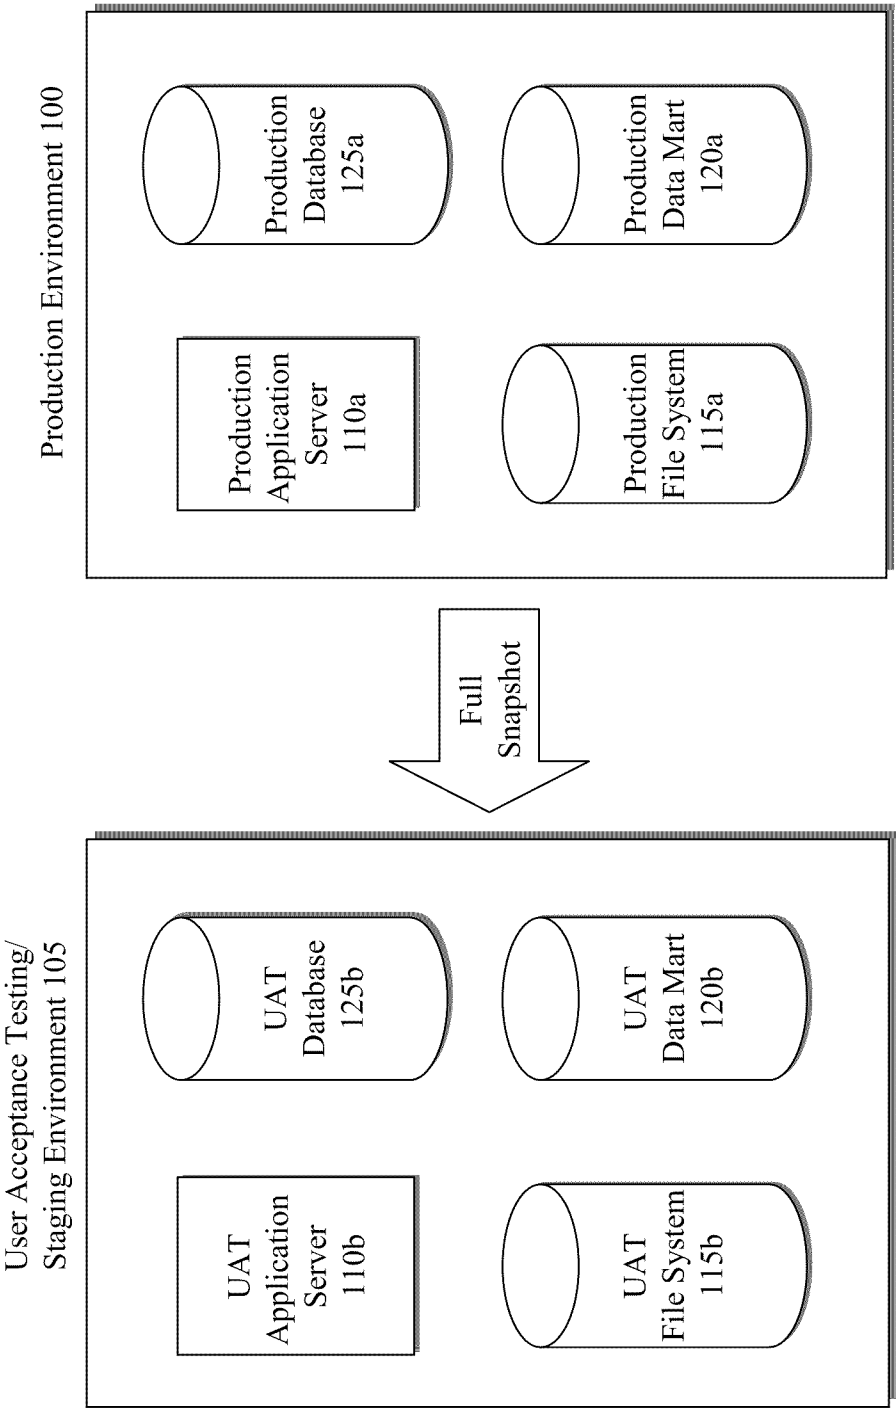 User Acceptance Testing/
Staging Environment 105
UAT
Application
Server
110b
UAT
Database
125b
UAT
File System
115b
UAT
Data Mart
120b
Full
Snapshot
Production Environment 100
Production
Application
Server
110a
Production
Database
125a
Production
File System
115a
Production
Data Mart
120a